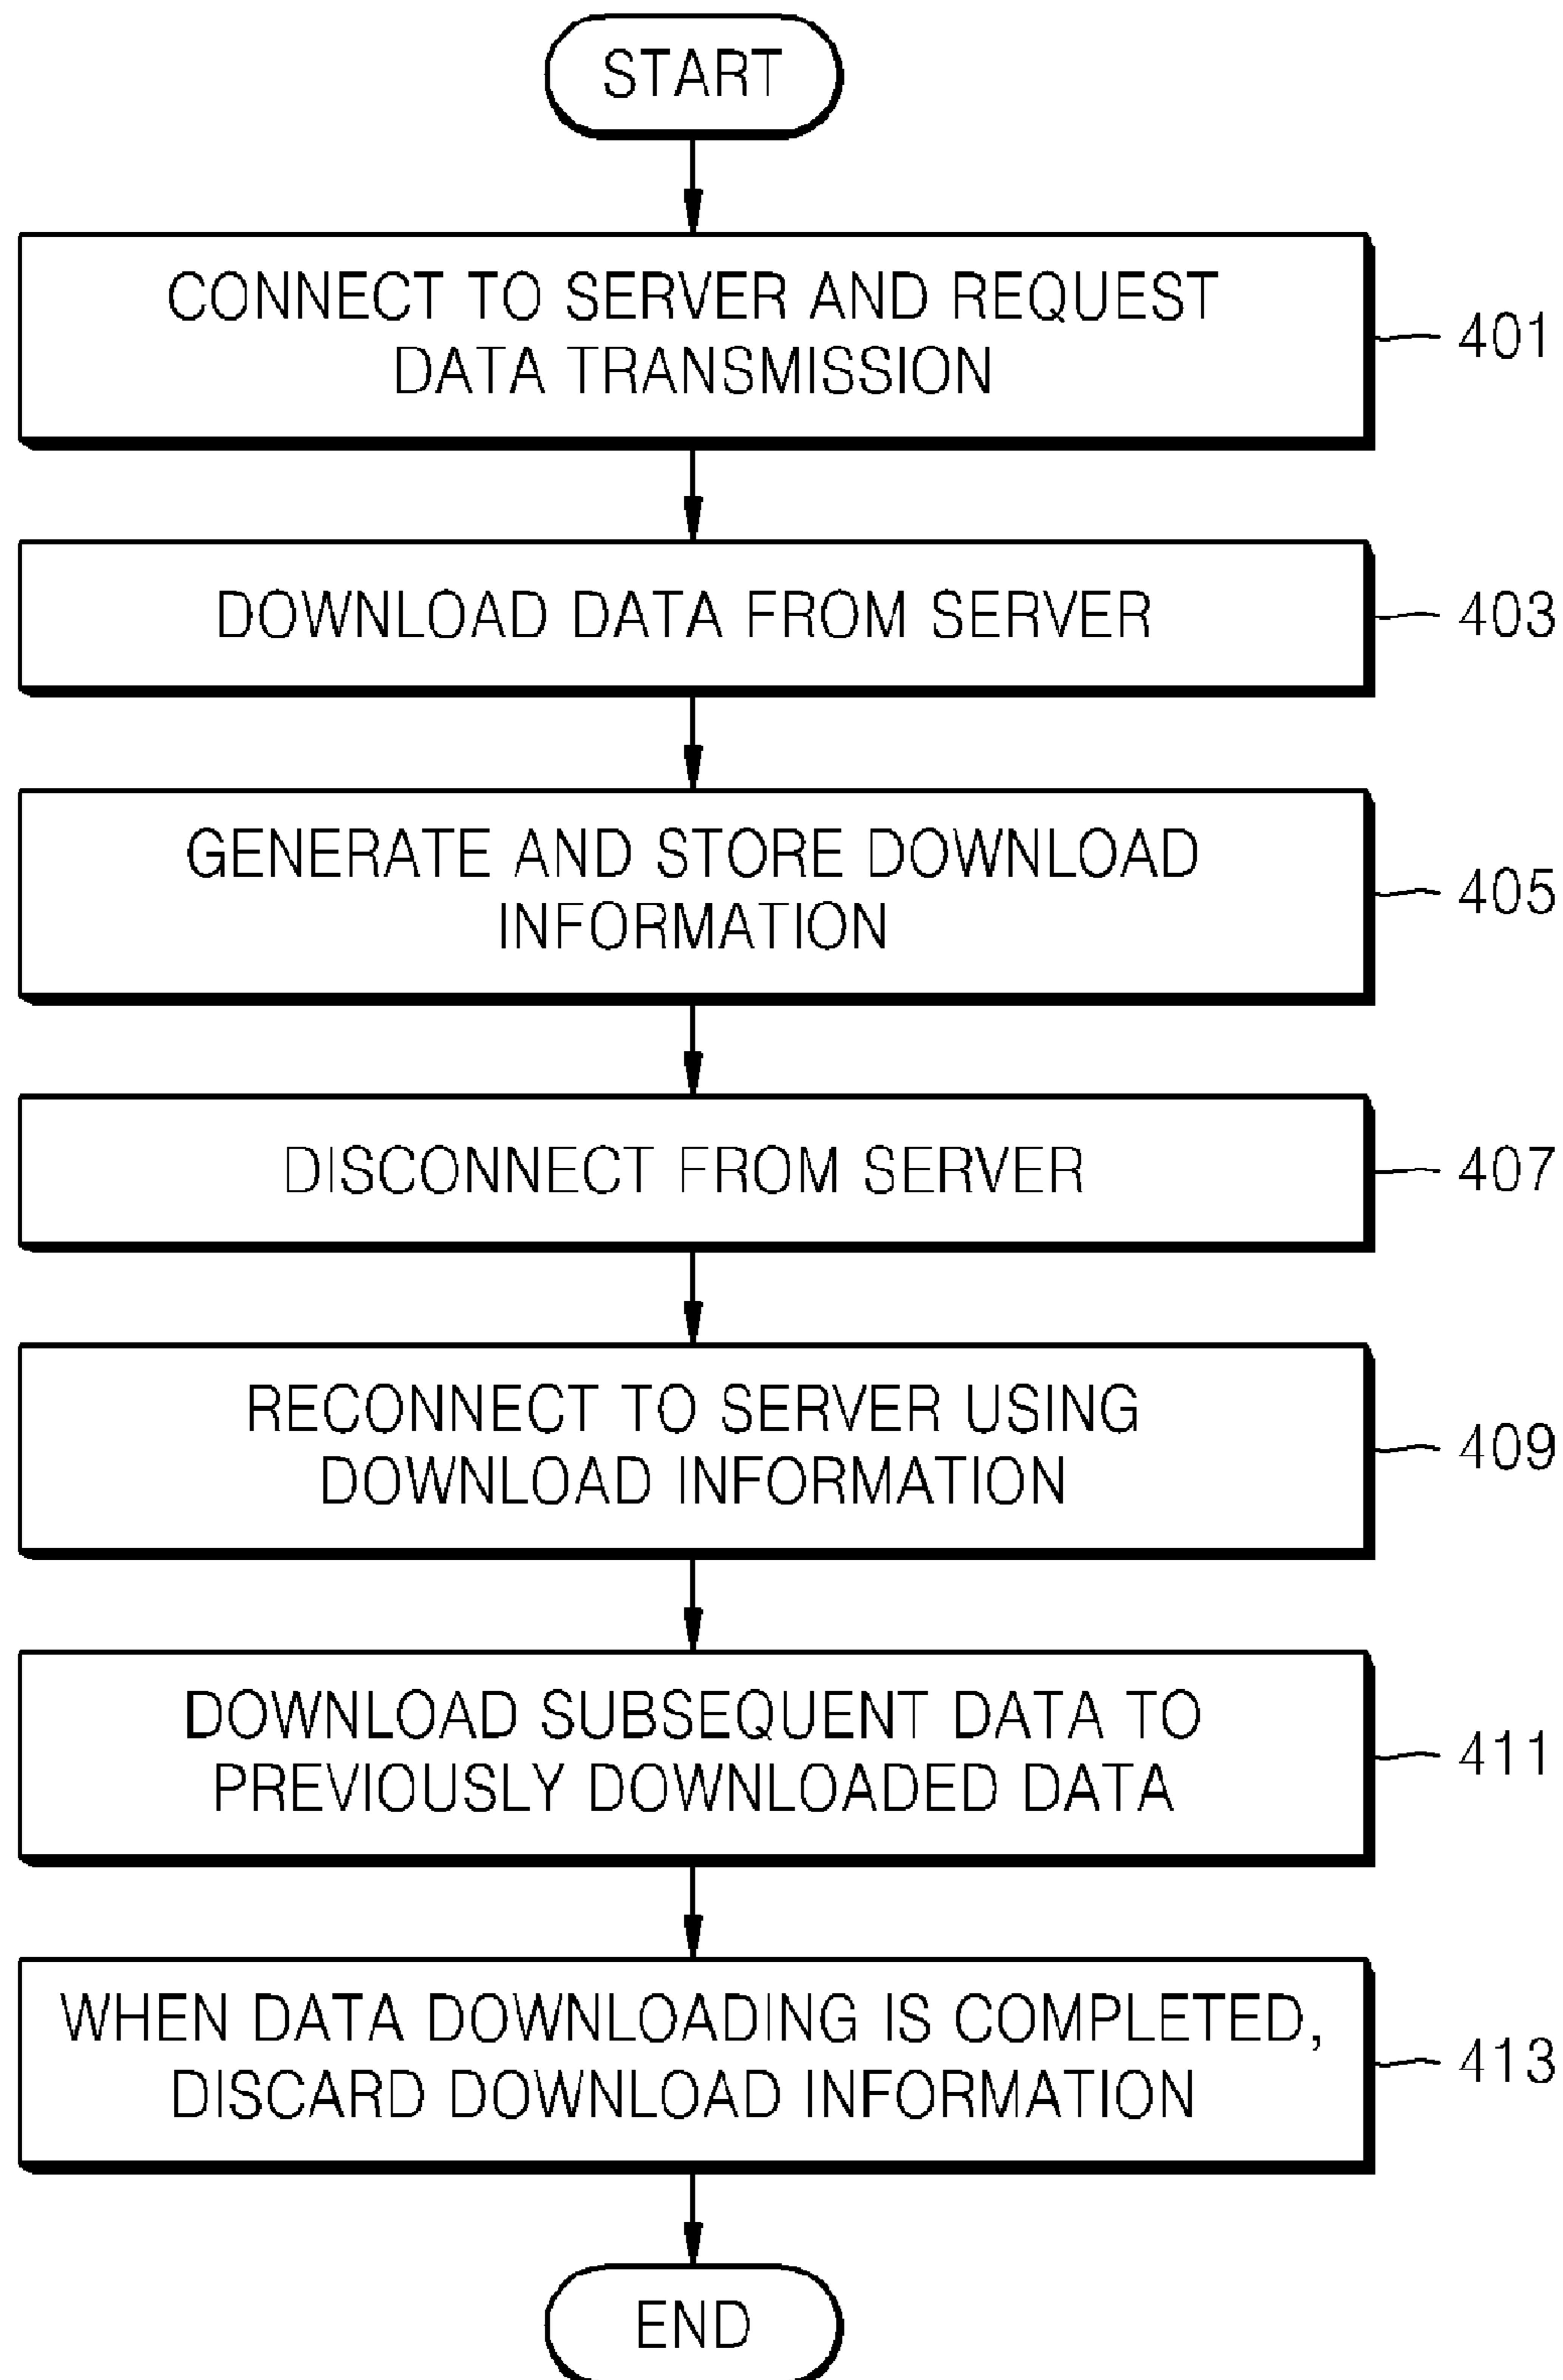 START
CONNECT TO SERVER AND REQUEST
DATA TRANSMISSION
401
DOWNLOAD DATA FROM SERVER
403
GENERATE AND STORE DOWNLOAD
INFORMATION
405
DISCONNECT FROM SERVER
407
RECONNECT TO SERVER USING
DOWNLOAD INFORMATION
409
DOWNLOAD SUBSEQUENT DATA TO
PREVIOUSLY DOWNLOADED DATA
411
WHEN DATA DOWNLOADING IS COMPLETED,
DISCARD DOWNLOAD INFORMATION
413
END